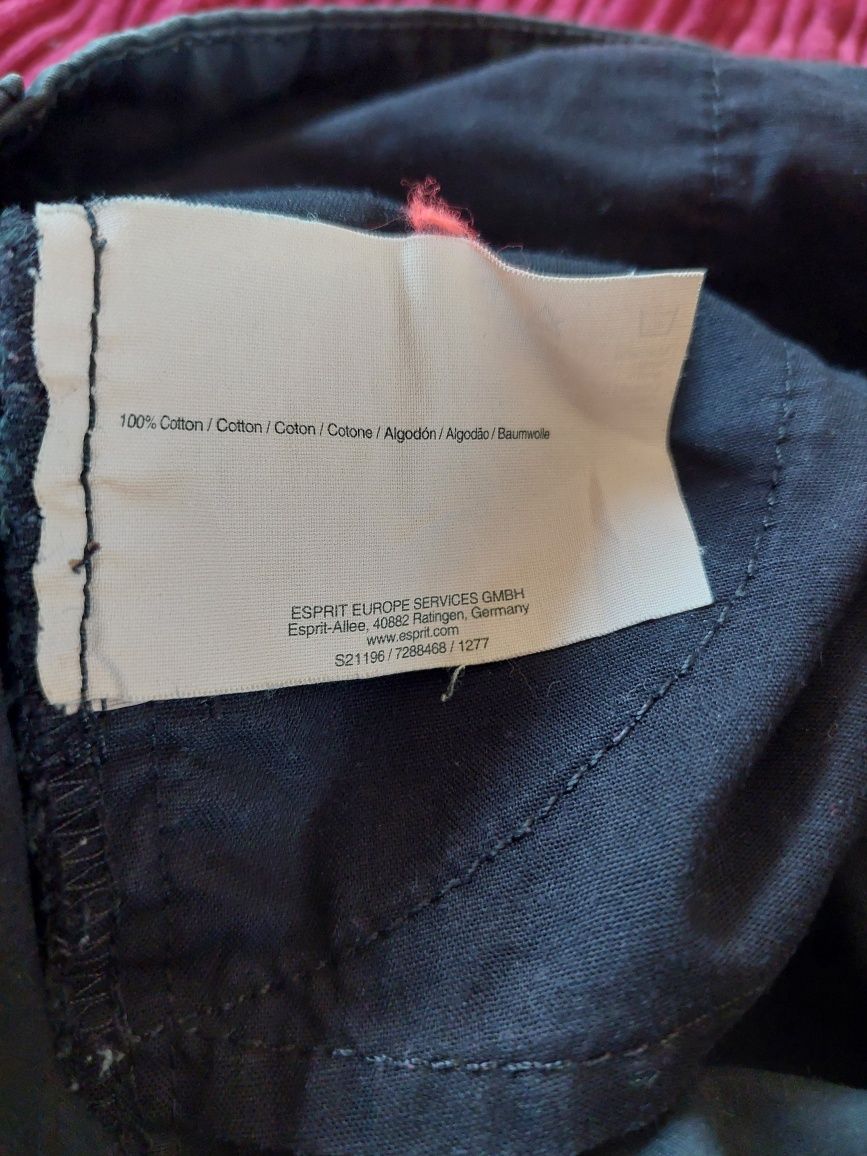 100% Cotton / Cotton / Coton / Cotone / Algodón / Algodão / Baumwolle
ESPRIT EUROPE SERVICES GMBH
Esprit-Allee, 40882 Ratingen, Germany
www.esprit.com
S21196 / 7288468 / 1277